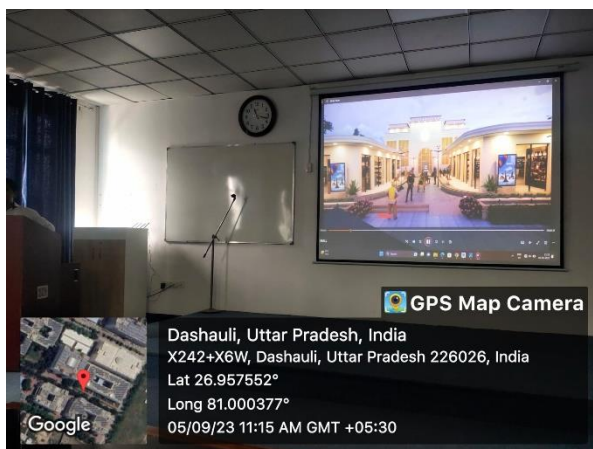 GPS Map Camera
Dashauli, Uttar Pradesh, India
X242+X6W, Dashauli, Uttar Pradesh 226026, India
Lat 26.957552°
Long 81.000377°
05/09/23 11:15 AM GMT +05:30
Google